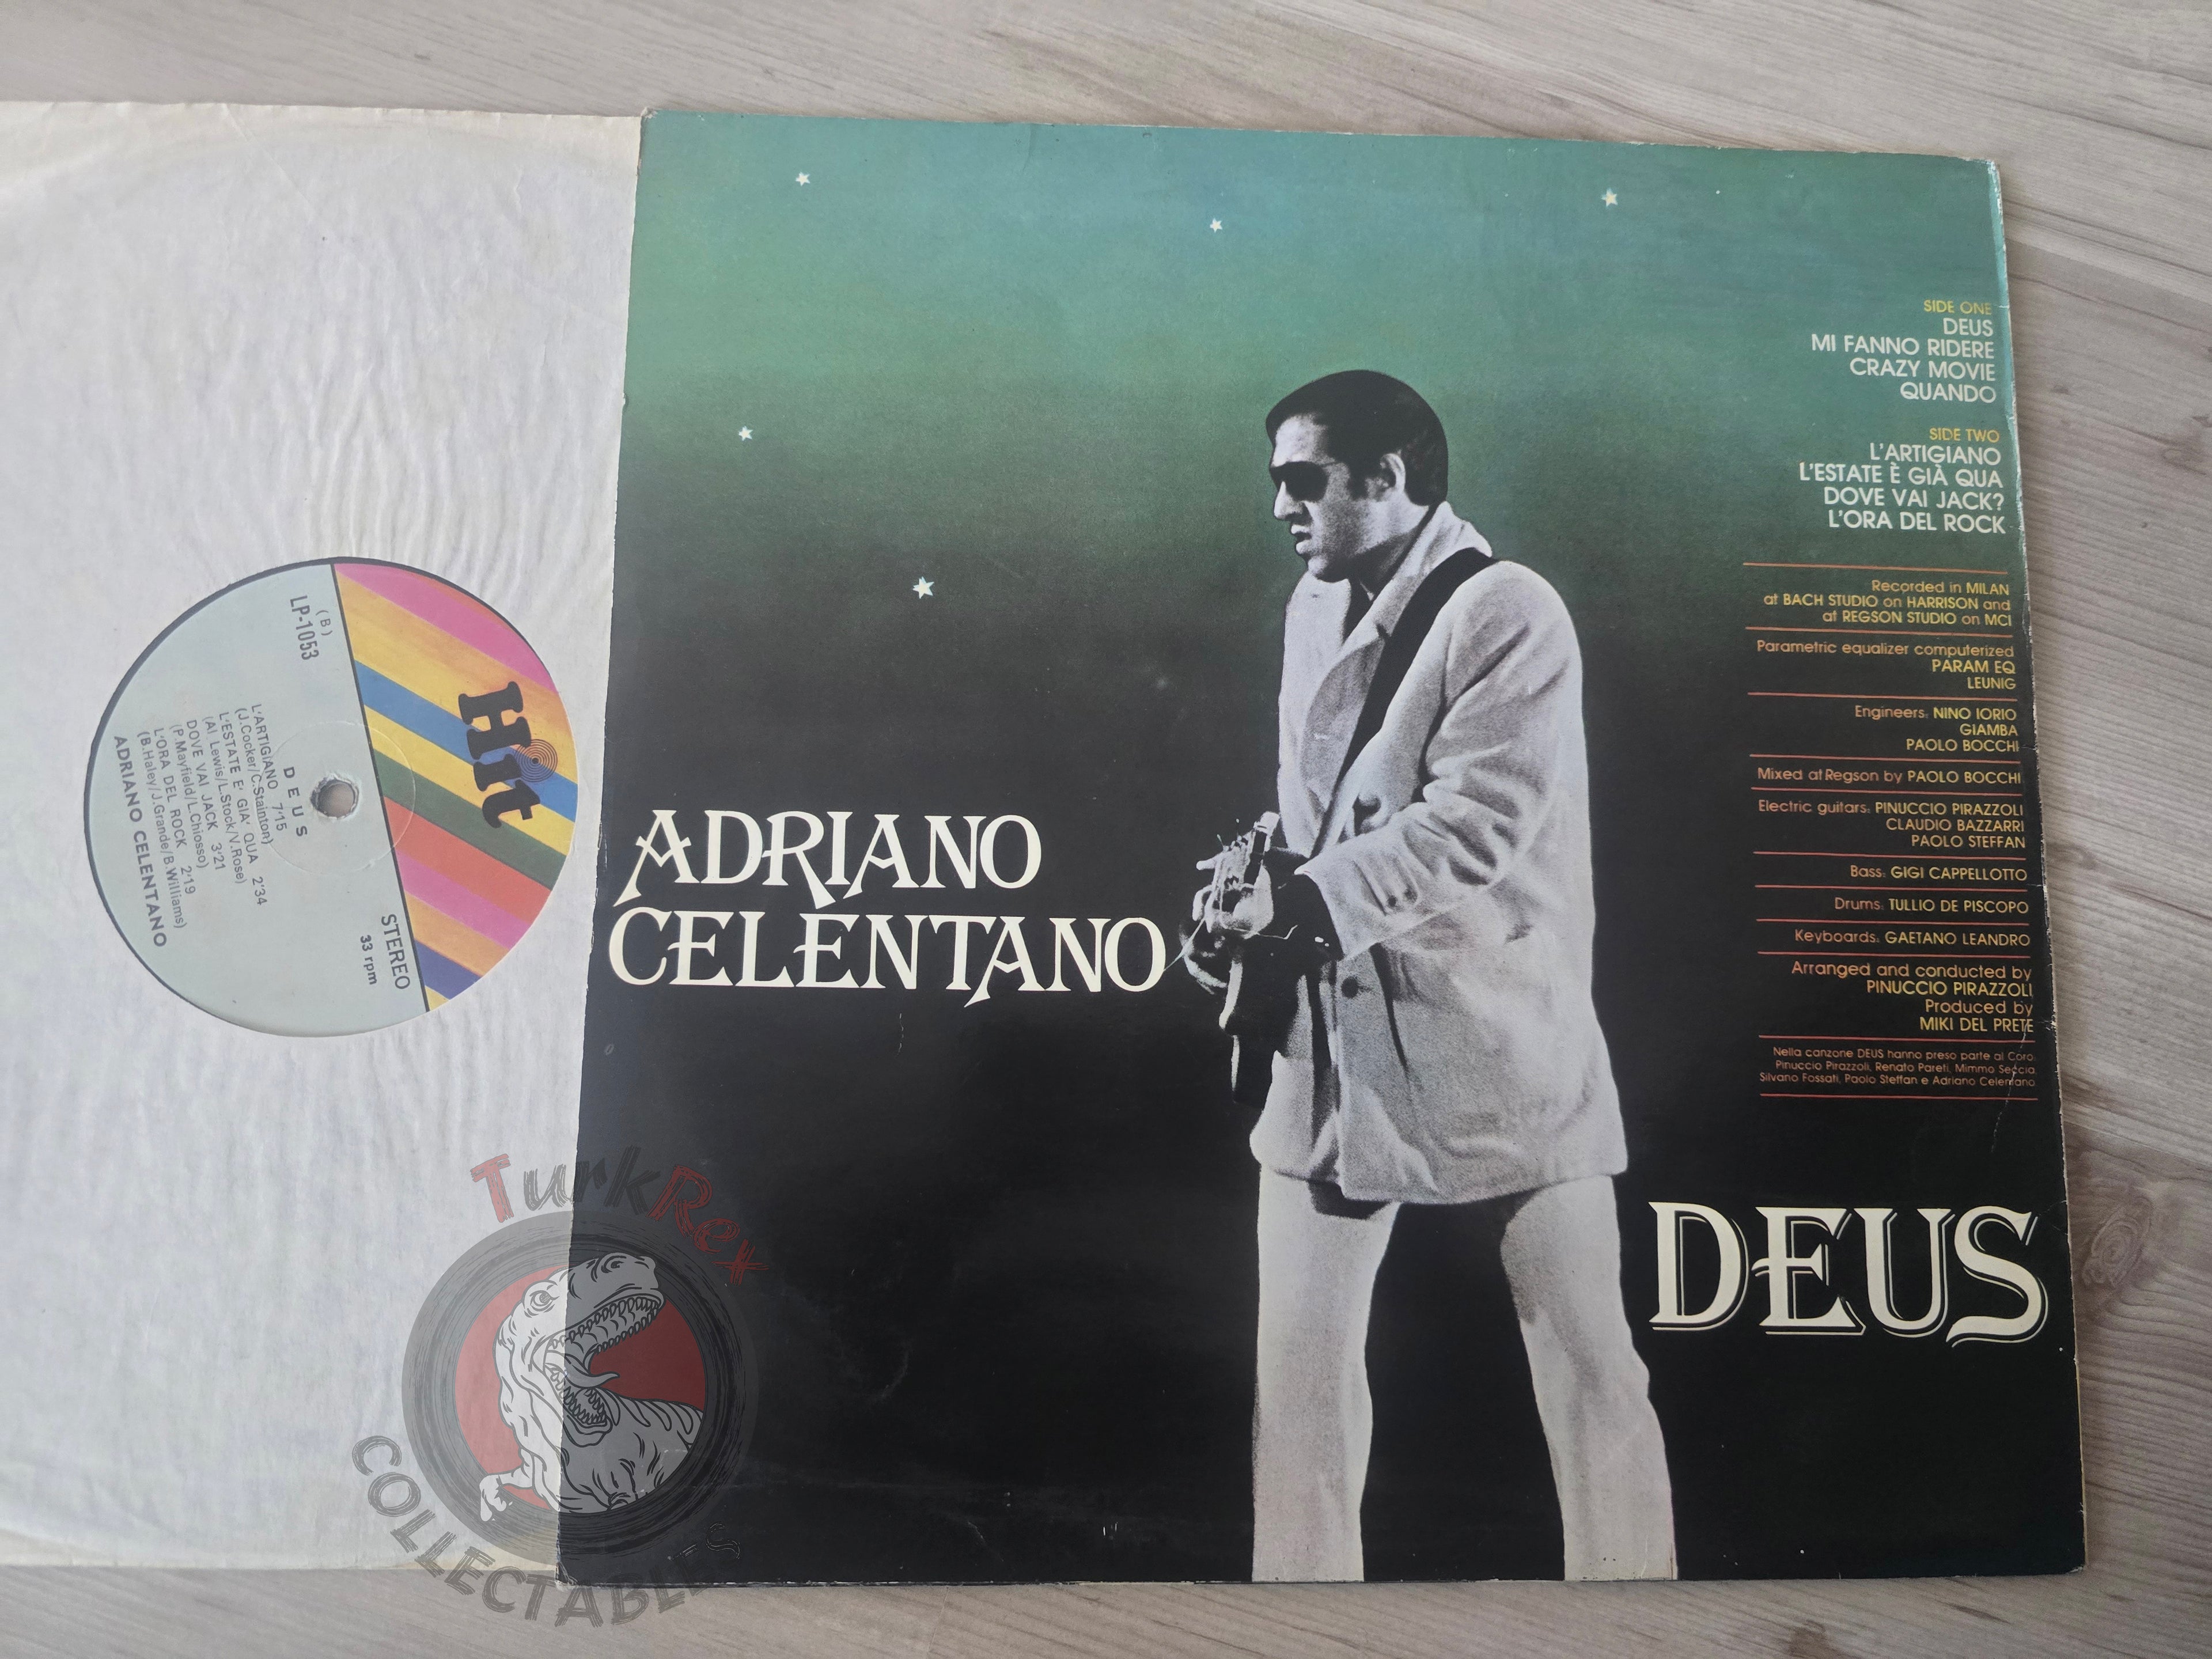 Hit
(B)
LP-1053
DEUS
L'ARTIGIANO 7'15
(J.Cocker/C.Stainton)
L'ESTATE E' GIA' QUA 2'34
(Al Lewis/L.Stock/V.Rose)
DOVE VAI JACK 3'21
(P.Mayfield/L.Chiosso)
L'ORA DEL ROCK 2'19
(B.Haley/J.Grande/B.Williams)
ADRIANO CELENTANO
STEREO
33 rpm
ADRIANO
CELENTANO
SIDE ONE
DEUS
MI FANNO RIDERE
CRAZY MOVIE
QUANDO
SIDE TWO
L'ARTIGIANO
L'ESTATE È GIÀ QUA
DOVE VAI JACK?
L'ORA DEL ROCK
Recorded in MILAN
at BACH STUDIO on HARRISON and
at REGSON STUDIO on MCI
Parametric equalizer computerized
PARAM EQ
LEUNIG
Engineers: NINO IORIO
GIAMBA
PAOLO BOCCHI
Mixed at Regson by PAOLO BOCCHI
Electric guitars: PINUCCIO PIRAZZOLI
CLAUDIO BAZZARRI
PAOLO STEFFAN
Bass: GIGI CAPPELLOTTO
Drums: TULLIO DE PISCOPO
Keyboards: GAETANO LEANDRO
Arranged and conducted by
PINUCCIO PIRAZZOLI
Produced by
MIKI DEL PRETE
Nella canzone DEUS hanno preso parte al Coro:
Pinuccio Pirazzoli, Renato Pareti, Mimmo Seccia,
Silvano Fossati, Paolo Steffan e Adriano Celentano
DEUS
TurkRex
COLLECTABLES